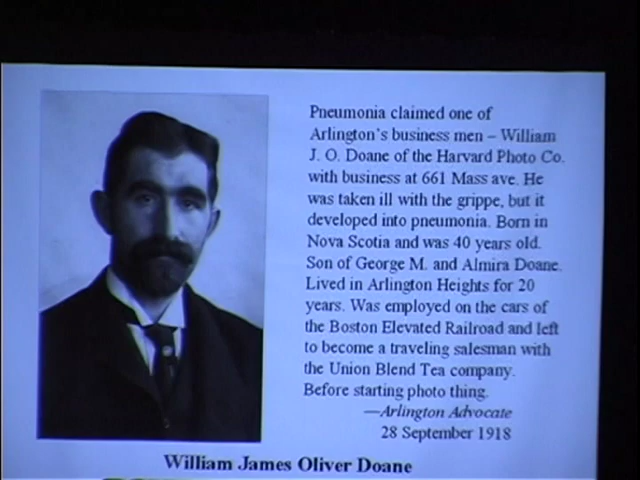 Pneumonia claimed one of
Arlington's business men – William
J. O. Doane of the Harvard Photo Co.
with business at 661 Mass ave. He
was taken ill with the grippe, but it
developed into pneumonia. Born in
Nova Scotia and was 40 years old.
Son of George M. and Almira Doane.
Lived in Arlington Heights for 20
years. Was employed on the cars of
the Boston Elevated Railroad and left
to become a traveling salesman with
the Union Blend Tea company.
Before starting photo thing.
—Arlington Advocate
28 September 1918
William James Oliver Doane